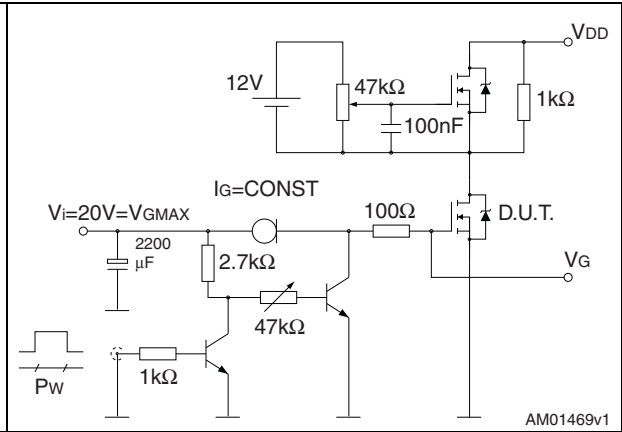 VDD
12V
47kΩ
1kΩ
100nF
IG=CONST
Vi=20V=VGMAX
100Ω
D.U.T.
2200
μF
2.7kΩ
VG
47kΩ
1kΩ
PW
AM01469v1